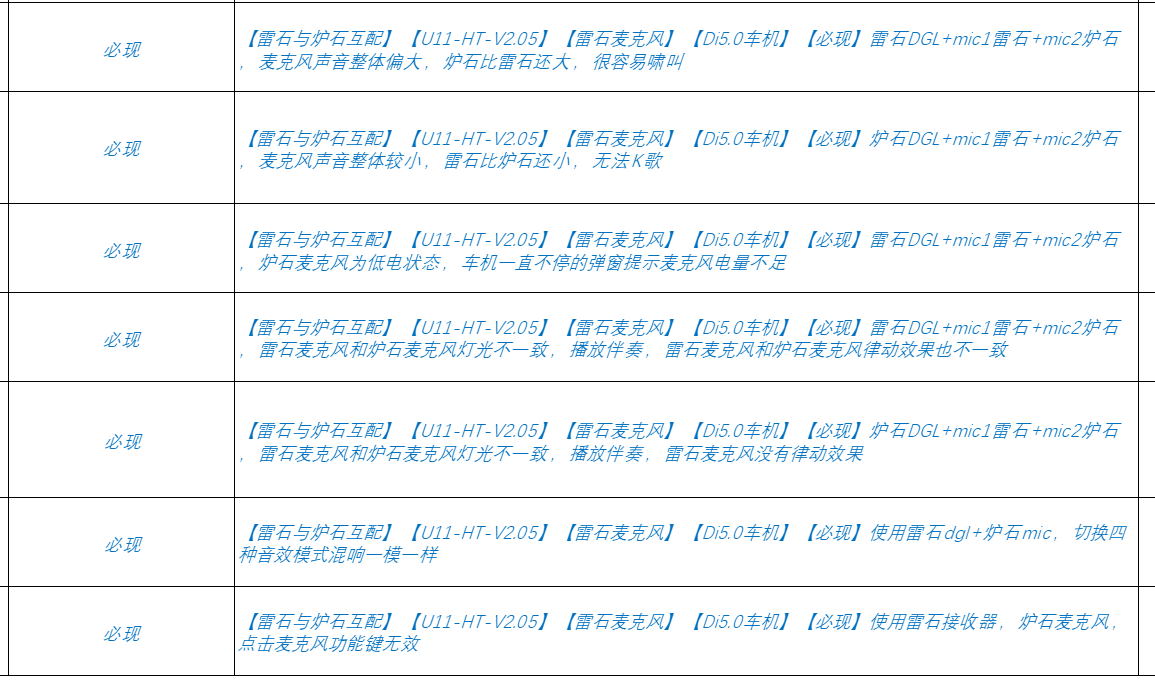 必现
【雷石与炉石互配】【U11-HT-V2.05】【雷石麦克风】【Di5.0车机】【必现】雷石DGL+mic1雷石+mic2炉石
，麦克风声音整体偏大，炉石比雷石还大，很容易啸叫
必现
【雷石与炉石互配】【U11-HT-V2.05】【雷石麦克风】【Di5.0车机】【必现】炉石DGL+mic1雷石+mic2炉石
，麦克风声音整体较小，雷石比炉石还小，无法K歌
必现
【雷石与炉石互配】【U11-HT-V2.05】【雷石麦克风】【Di5.0车机】【必现】雷石DGL+mic1雷石+mic2炉石
，炉石麦克风为低电状态，车机一直不停的弹窗提示麦克风电量不足
必现
【雷石与炉石互配】【U11-HT-V2.05】【雷石麦克风】【Di5.0车机】【必现】雷石DGL+mic1雷石+mic2炉石
，雷石麦克风和炉石麦克风灯光不一致，播放伴奏，雷石麦克风和炉石麦克风律动效果也不一致
必现
【雷石与炉石互配】【U11-HT-V2.05】【雷石麦克风】【Di5.0车机】【必现】炉石DGL+mic1雷石+mic2炉石
，雷石麦克风和炉石麦克风灯光不一致，播放伴奏，雷石麦克风没有律动效果
必现
【雷石与炉石互配】【U11-HT-V2.05】【雷石麦克风】【Di5.0车机】【必现】使用雷石dgl+炉石mic，切换四
种音效模式混响一模一样
必现
【雷石与炉石互配】【U11-HT-V2.05】【雷石麦克风】【Di5.0车机】【必现】使用雷石接收器，炉石麦克风，
点击麦克风功能键无效